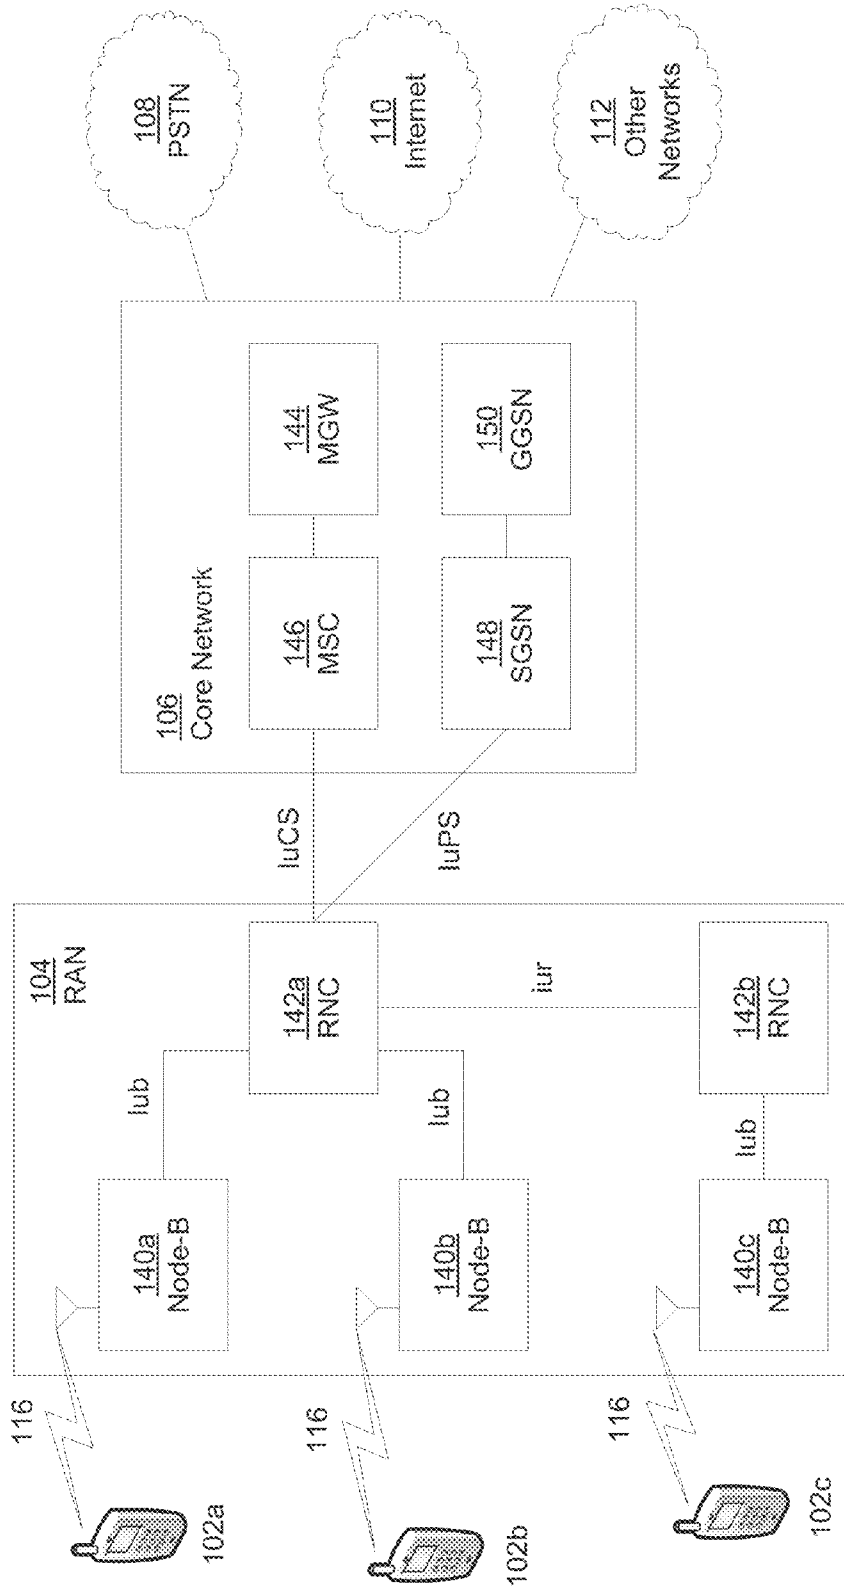 116
102a
116
102b
116
102c
104
RAN
140a
Node-B
140b
Node-B
140c
Node-B
Iub
Iub
Iub
142a
RNC
142b
RNC
iur
IuCS
IuPS
106
Core Network
146
MSC
144
MGW
148
SGSN
150
GGSN
108
PSTN
110
Internet
112
Other
Networks